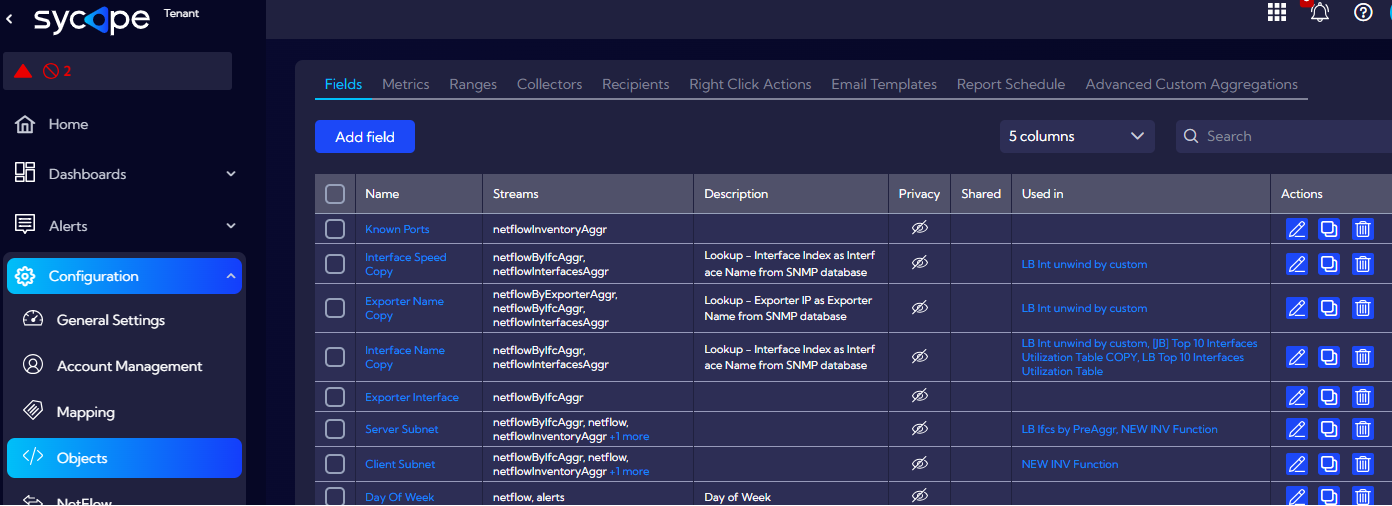 sycope Tenant
2
Home
Dashboards
Alerts
Configuration
General Settings
Account Management
Mapping
Objects
NetFlow
Fields Metrics Ranges Collectors Recipients Right Click Actions Email Templates Report Schedule Advanced Custom Aggregations
Add field 5 columns Search
Name Streams Description Privacy Shared Used in Actions
Known Ports netflowInventoryAggr
Interface Speed netflowByIfcAggr, Lookup - Interface Index as Interf
Copy netflowInterfacesAggr ace Name from SNMP database LB Int unwind by custom
Exporter Name netflowByExporterAggr, Lookup - Exporter IP as Exporter
Copy netflowByIfcAggr, Name from SNMP database LB Int unwind by custom
netflowInterfacesAggr
Interface Name netflowByIfcAggr, Lookup - Interface Index as Interf LB Int unwind by custom, [JB] Top 10 Interfaces
Copy netflowInterfacesAggr ace Name from SNMP database Utilization Table COPY, LB Top 10 Interfaces
Utilization Table
Exporter Interface netflowByIfcAggr
Server Subnet netflowByIfcAggr, netflow, LB Ifcs by PreAggr, NEW INV Function
netflowInventoryAggr +1 more
Client Subnet netflowByIfcAggr, netflow, NEW INV Function
netflowInventoryAggr +1 more
Day Of Week netflow, alerts Day of Week